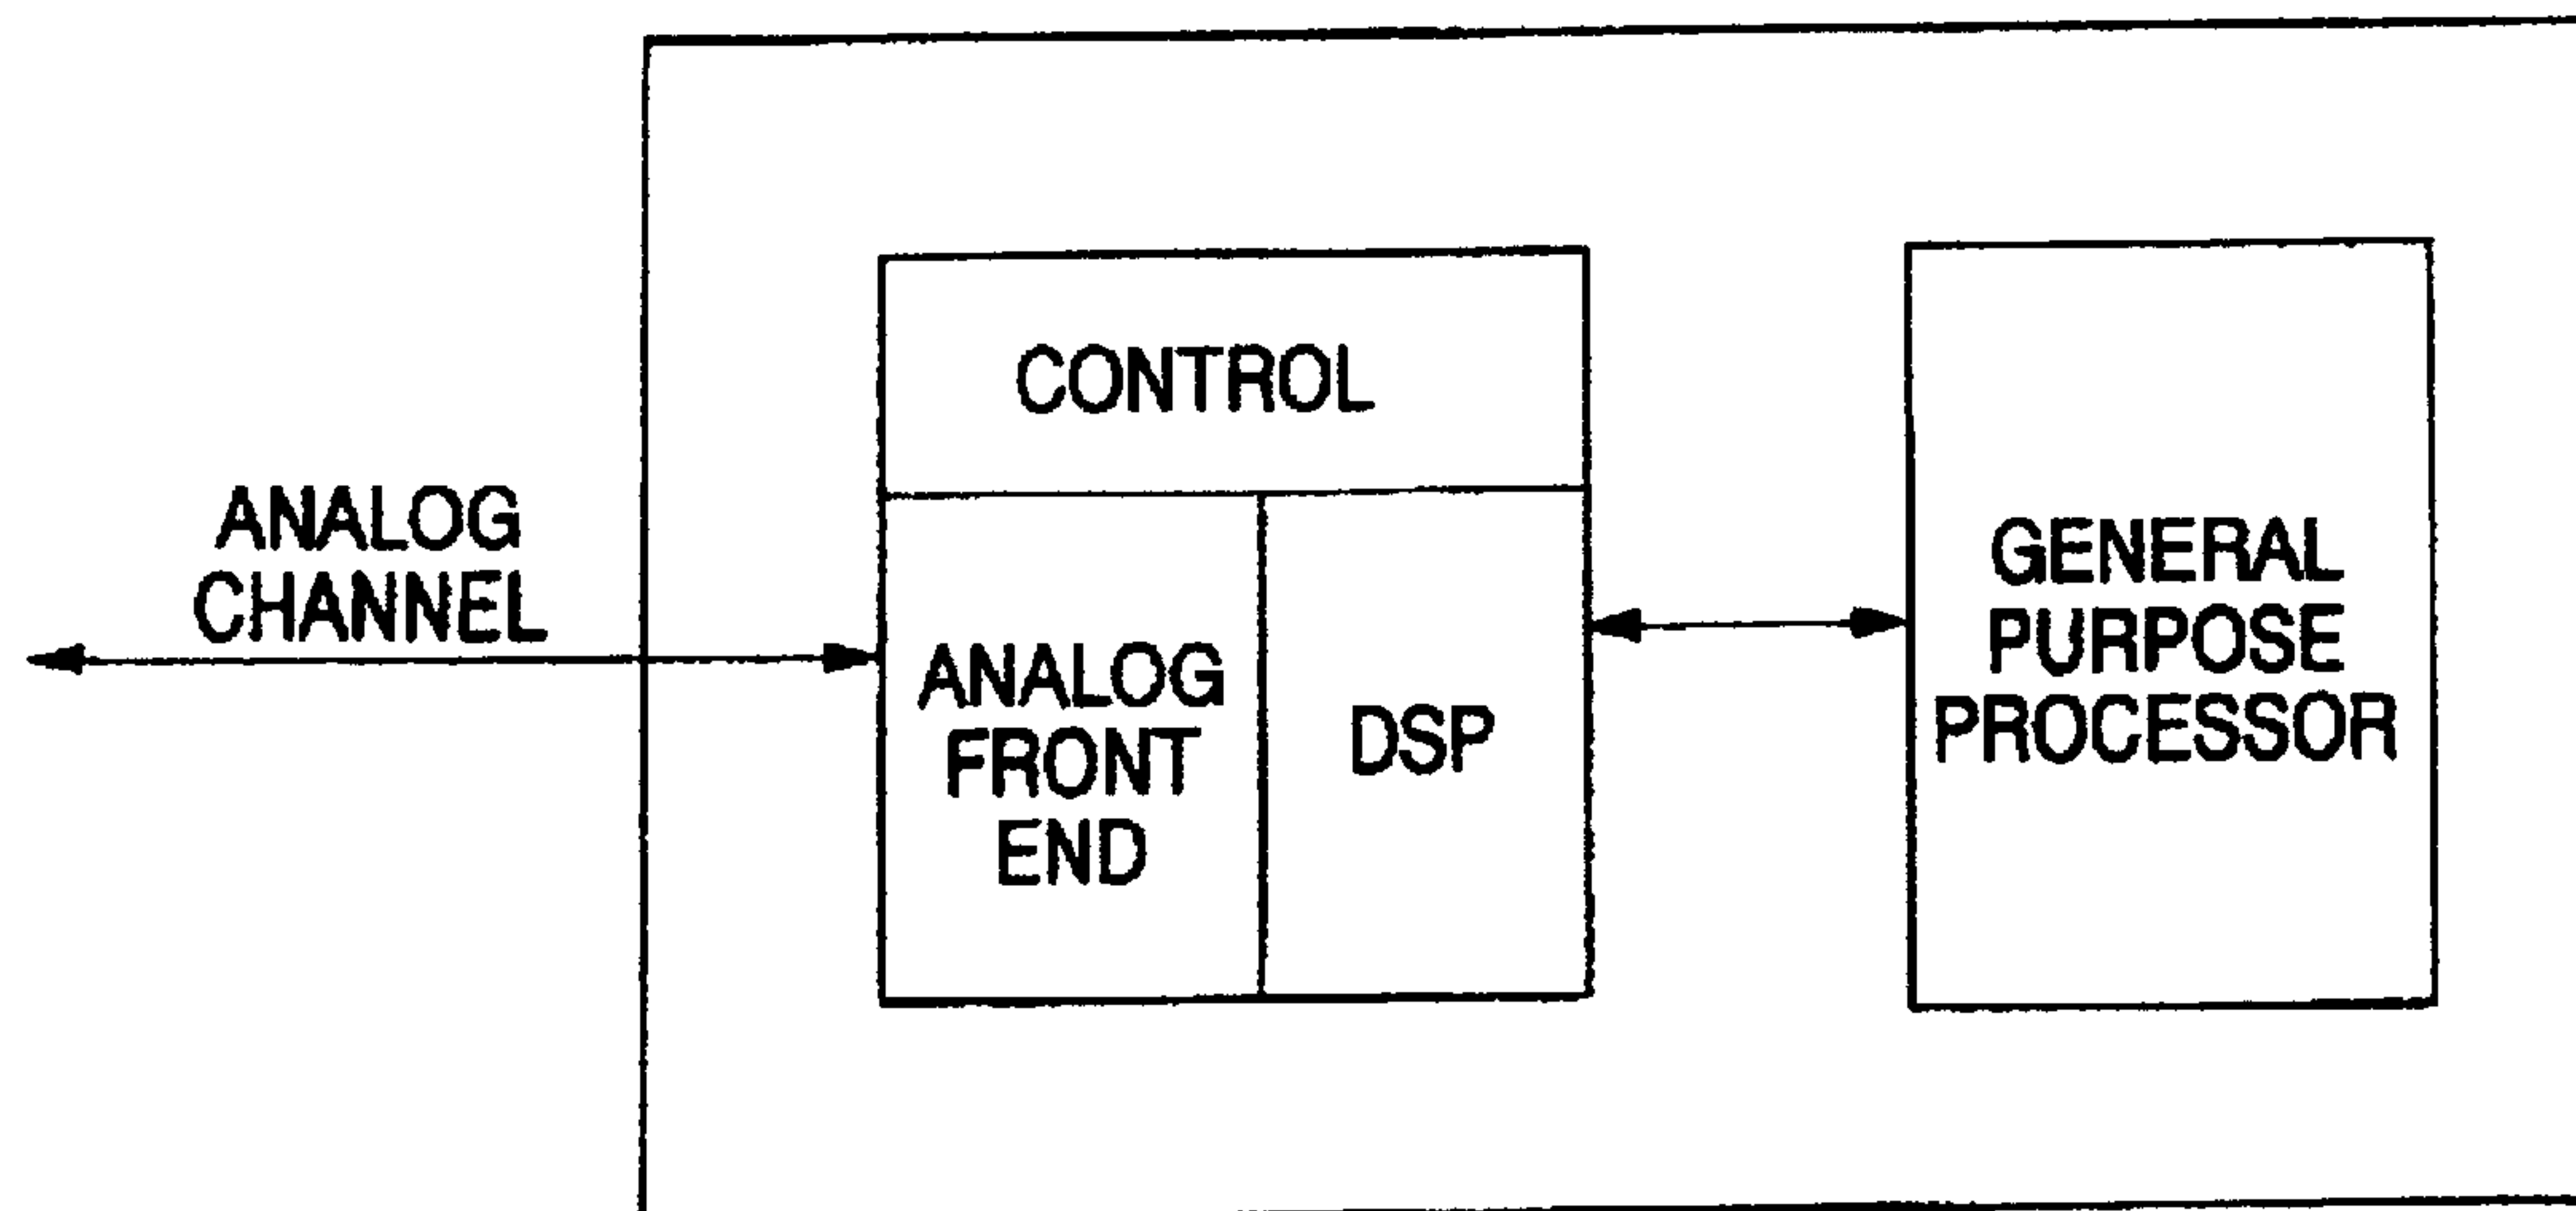 ANALOG
CHANNEL
CONTROL
ANALOG
FRONT
END
DSP
GENERAL
PURPOSE
PROCESSOR